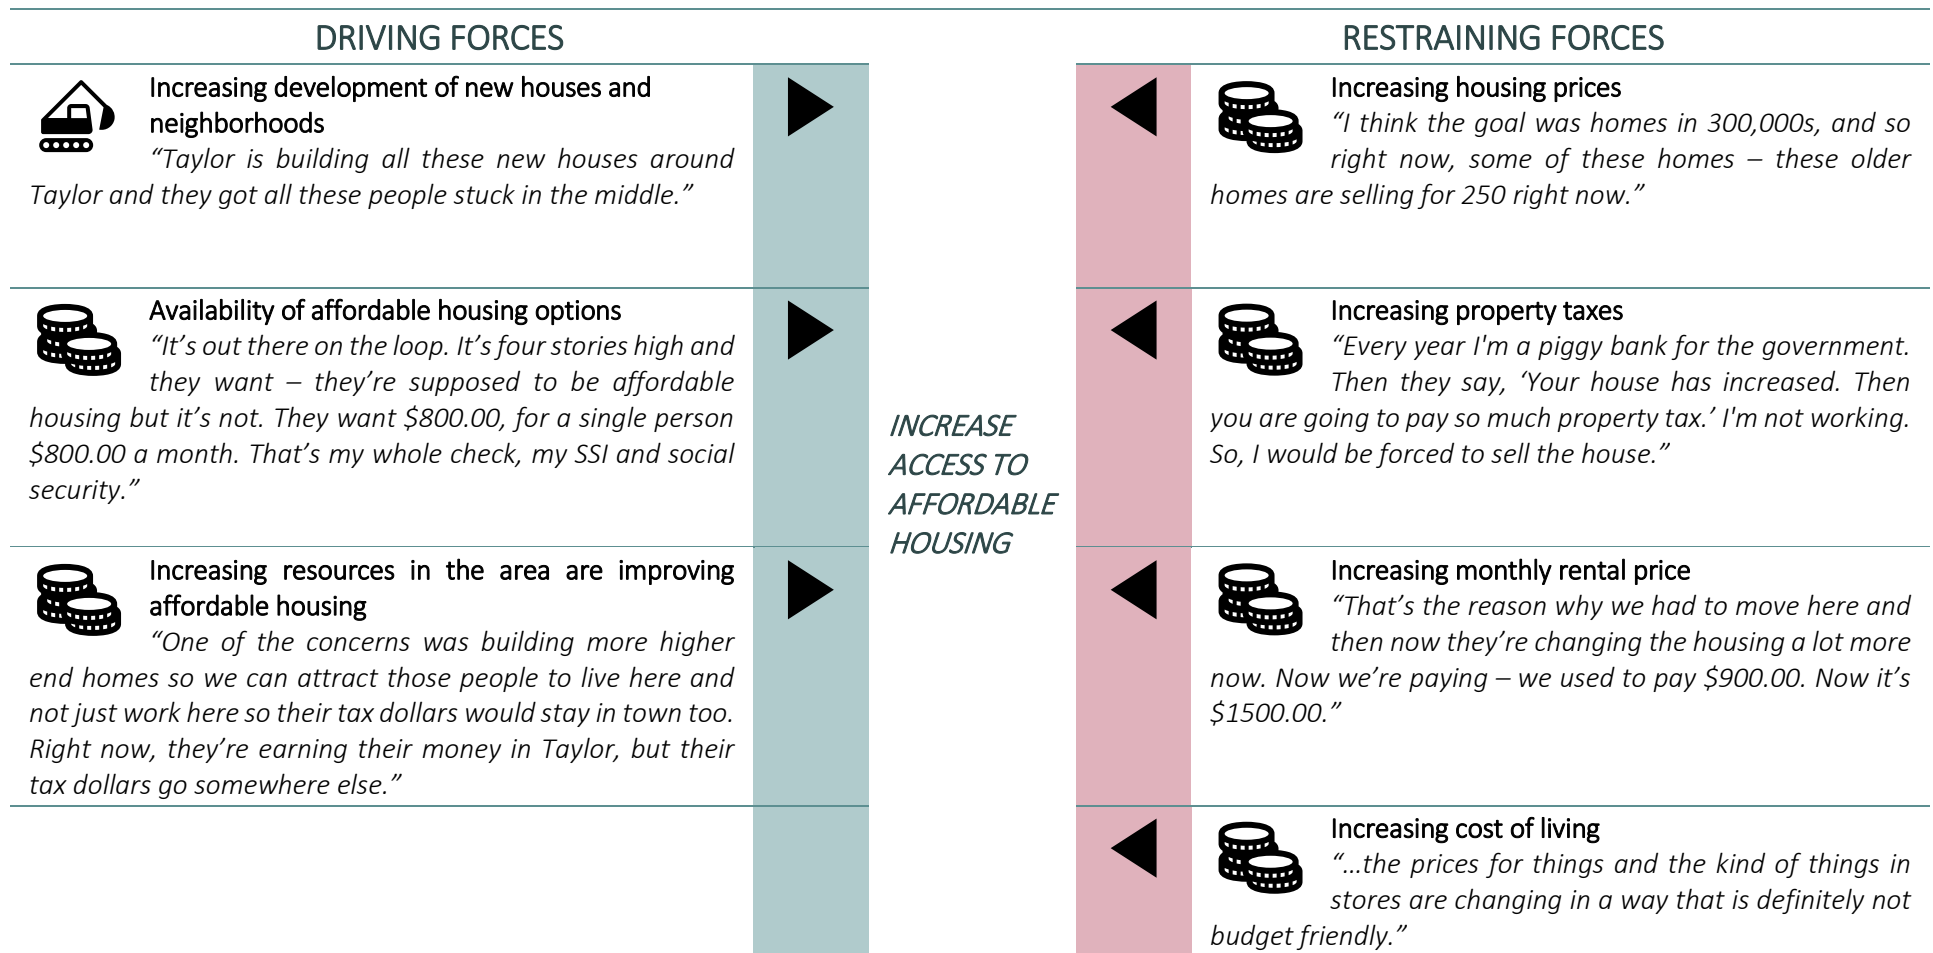 DRIVING FORCES
Increasing development of new houses and
neighborhoods
“Taylor is building all these new houses around
Taylor and they got all these people stuck in the middle.”
Availability of affordable housing options
“It’s out there on the loop. It’s four stories high and
they want – they’re supposed to be affordable
housing but it’s not. They want $800.00, for a single person
$800.00 a month. That’s my whole check, my SSI and social
security.”
Increasing resources in the area are improving
affordable housing
“One of the concerns was building more higher
end homes so we can attract those people to live here and
not just work here so their tax dollars would stay in town too.
Right now, they’re earning their money in Taylor, but their
tax dollars go somewhere else.”
INCREASE
ACCESS TO
AFFORDABLE
HOUSING
RESTRAINING FORCES
Increasing housing prices
“I think the goal was homes in 300,000s, and so
right now, some of these homes – these older
homes are selling for 250 right now.”
Increasing property taxes
“Every year I'm a piggy bank for the government.
Then they say, ‘Your house has increased. Then
you are going to pay so much property tax.’ I'm not working.
So, I would be forced to sell the house.”
Increasing monthly rental price
“That’s the reason why we had to move here and
then now they’re changing the housing a lot more
now. Now we’re paying – we used to pay $900.00. Now it’s
$1500.00.”
Increasing cost of living
“…the prices for things and the kind of things in
stores are changing in a way that is definitely not
budget friendly.”